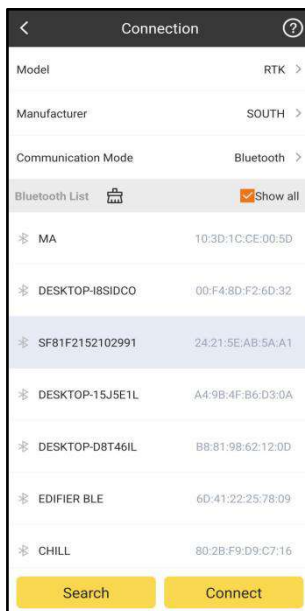 Connection
Model RTK
Manufacturer SOUTH
Communication Mode Bluetooth
Bluetooth List Show all
MA 10:3D:1C:CE:00:5D
DESKTOP-I8SIDCO 00:F4:8D:F2:6D:32
SF81F2152102991 24:21:5E:AB:5A:A1
DESKTOP-15J5E1L A4:9B:4F:B6:D3:0A
DESKTOP-D8T46IL B8:81:98:62:12:0D
EDIFIER BLE 6D:41:22:25:78:09
CHILL 80:2B:F9:D9:C7:16
Search Connect